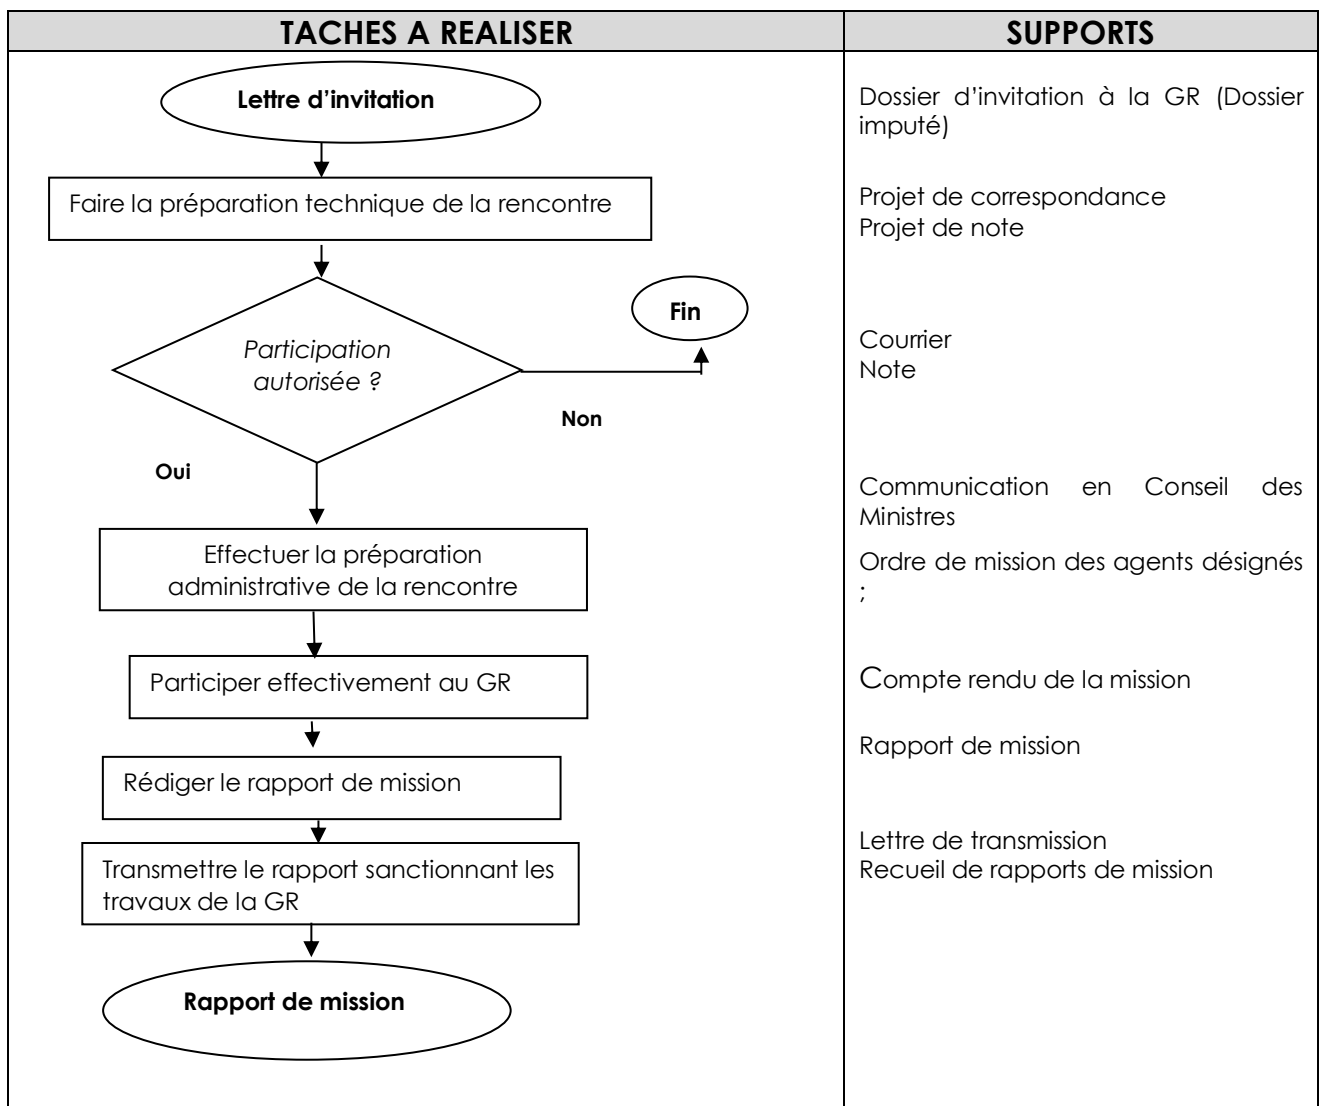 TACHES A REALISER
SUPPORTS
Lettre d’invitation
Faire la préparation technique de la rencontre
Fin
Participation
autorisée ?
Non
Oui
Effectuer la préparation
administrative de la rencontre
Participer effectivement au GR
Rédiger le rapport de mission
Transmettre le rapport sanctionnant les
travaux de la GR
Rapport de mission
Dossier d’invitation à la GR (Dossier
imputé)
Projet de correspondance
Projet de note
Courrier
Note
Communication en Conseil des
Ministres
Ordre de mission des agents désignés
;
Compte rendu de la mission
Rapport de mission
Lettre de transmission
Recueil de rapports de mission